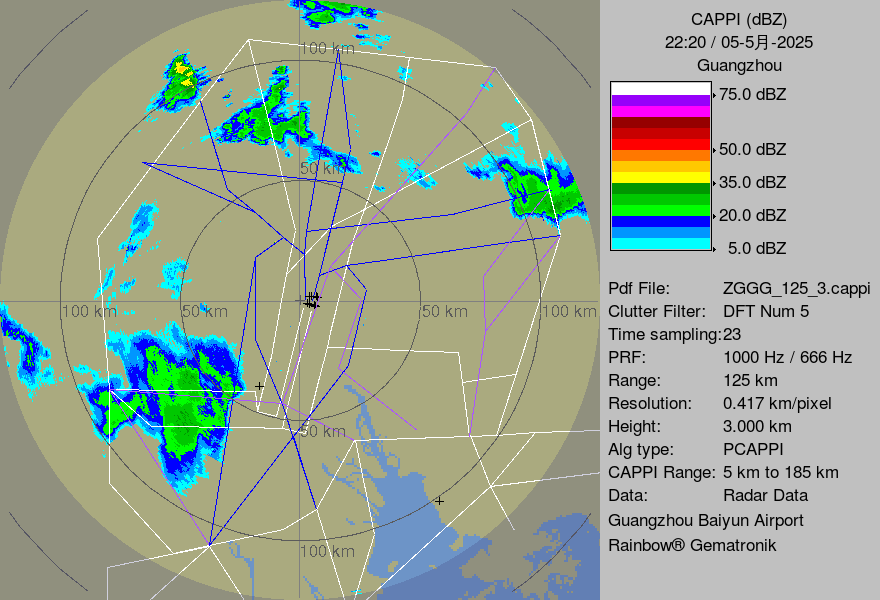 CAPPI (dBZ)
22:20 / 05-5月-2025
Guangzhou
75.0 dBZ
50.0 dBZ
35.0 dBZ
20.0 dBZ
5.0 dBZ
Pdf File: ZGGG_125_3.cappi
Clutter Filter: DFT Num 5
Time sampling:23
PRF: 1000 Hz / 666 Hz
Range: 125 km
Resolution: 0.417 km/pixel
Height: 3.000 km
Alg type: PCAPPI
CAPPI Range: 5 km to 185 km
Data: Radar Data
Guangzhou Baiyun Airport
Rainbow® Gematronik
100 km
50 km
100 km 50 km 50 km 100 km
50 km
100 km